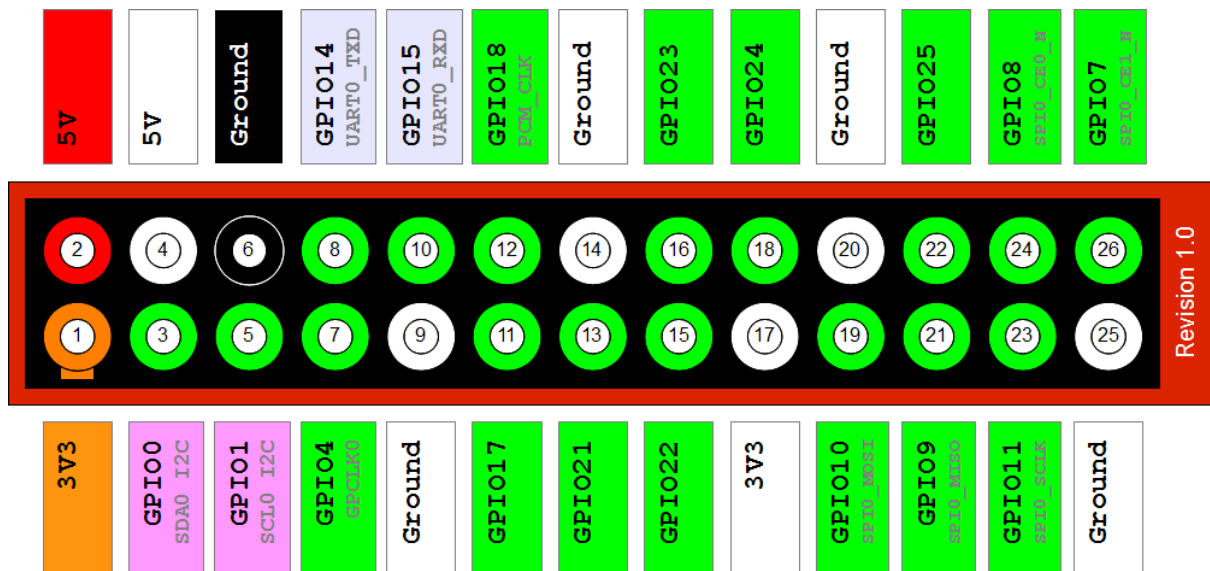 5V
5V
Ground
GPIO14
UART0_TXD
GPIO15
UART0_RXD
GPIO18
PCM_CLK
Ground
GPIO23
GPIO24
Ground
GPIO25
GPIO8
SPI0_CE0_N
GPIO7
SPI0_CE1_N
2 4 6 8 10 12 14 16 18 20 22 24 26
1 3 5 7 9 11 13 15 17 19 21 23 25
Revision 1.0
3V3
GPIO0
SDA0 I2C
GPIO1
SCL0 I2C
GPIO4
GPCLK0
Ground
GPIO17
GPIO21
GPIO22
3V3
GPIO10
SPI0_MOSI
GPIO9
SPI0_MISO
GPIO11
SPI0_SCLK
Ground